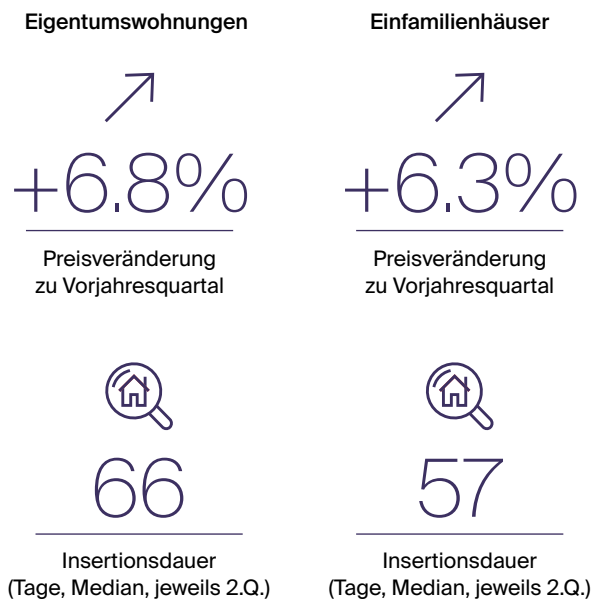 Eigentumswohnungen
+6.8%
Preisveränderung
zu Vorjahresquartal
66
Insertionsdauer
(Tage, Median, jeweils 2.Q.)
Einfamilienhäuser
+6.3%
Preisveränderung
zu Vorjahresquartal
57
Insertionsdauer
(Tage, Median, jeweils 2.Q.)